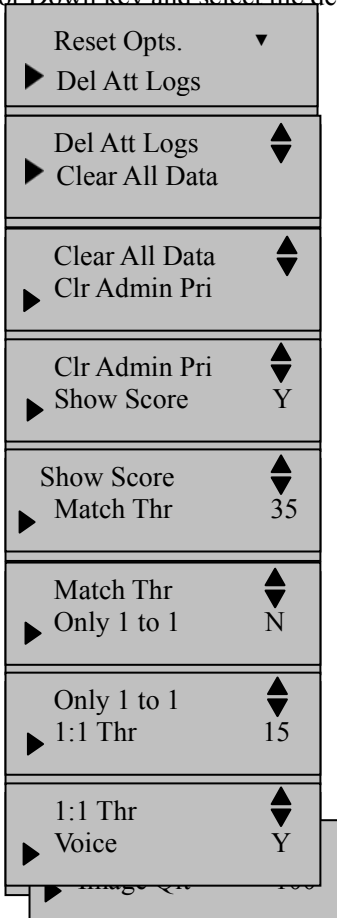 Reset Opts. ▼
▶ Del Att Logs
Del Att Logs
▶ Clear All Data
Clear All Data
▶ Clr Admin Pri
Clr Admin Pri
▶ Show Score Y
Show Score
▶ Match Thr 35
Match Thr
▶ Only 1 to 1 N
Only 1 to 1
▶ 1:1 Thr 15
1:1 Thr
▶ Voice Y